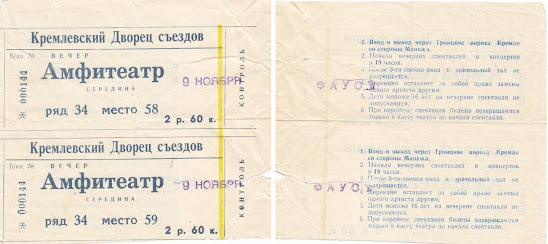 Кремлевский Дворец съездов
ВЕЧЕР
Амфитеатр
СЕРЕДИНА
9 НОЯБРЯ
ряд 34 место 58
2 р. 60 к.
КОНТРОЛЬ
* 000144
Кремлевский Дворец съездов
ВЕЧЕР
Амфитеатр
СЕРЕДИНА
9 НОЯБРЯ
ряд 34 место 59
2 р. 60 к.
КОНТРОЛЬ
* 000144
1. Вход и выход через Троицкие ворота Кремля
со стороны Манежа.
2. Начало вечерних спектаклей и концертов
в 19 часов.
3. После 3-го звонка вход в зрительный зал не
разрешается.
4. Дирекция оставляет за собой право замены
одного артиста другим.
5. Дети моложе 16 лет на вечерние спектакли не
допускаются.
6. При перемене спектакля билеты возвращаются
только в кассу театра до начала спектакля.
ФАУСТ
1. Вход и выход через Троицкие ворота Кремля
со стороны Манежа.
2. Начало вечерних спектаклей и концертов
в 19 часов.
3. После 3-го звонка вход в зрительный зал не
разрешается.
Дирекция оставляет за собой право замены
одного артиста другим.
5. Дети моложе 16 лет на вечерние спектакли не
допускаются.
6. При перемене спектакля билеты возвращаются
только в кассу театра до начала спектакля.
ФАУСТ